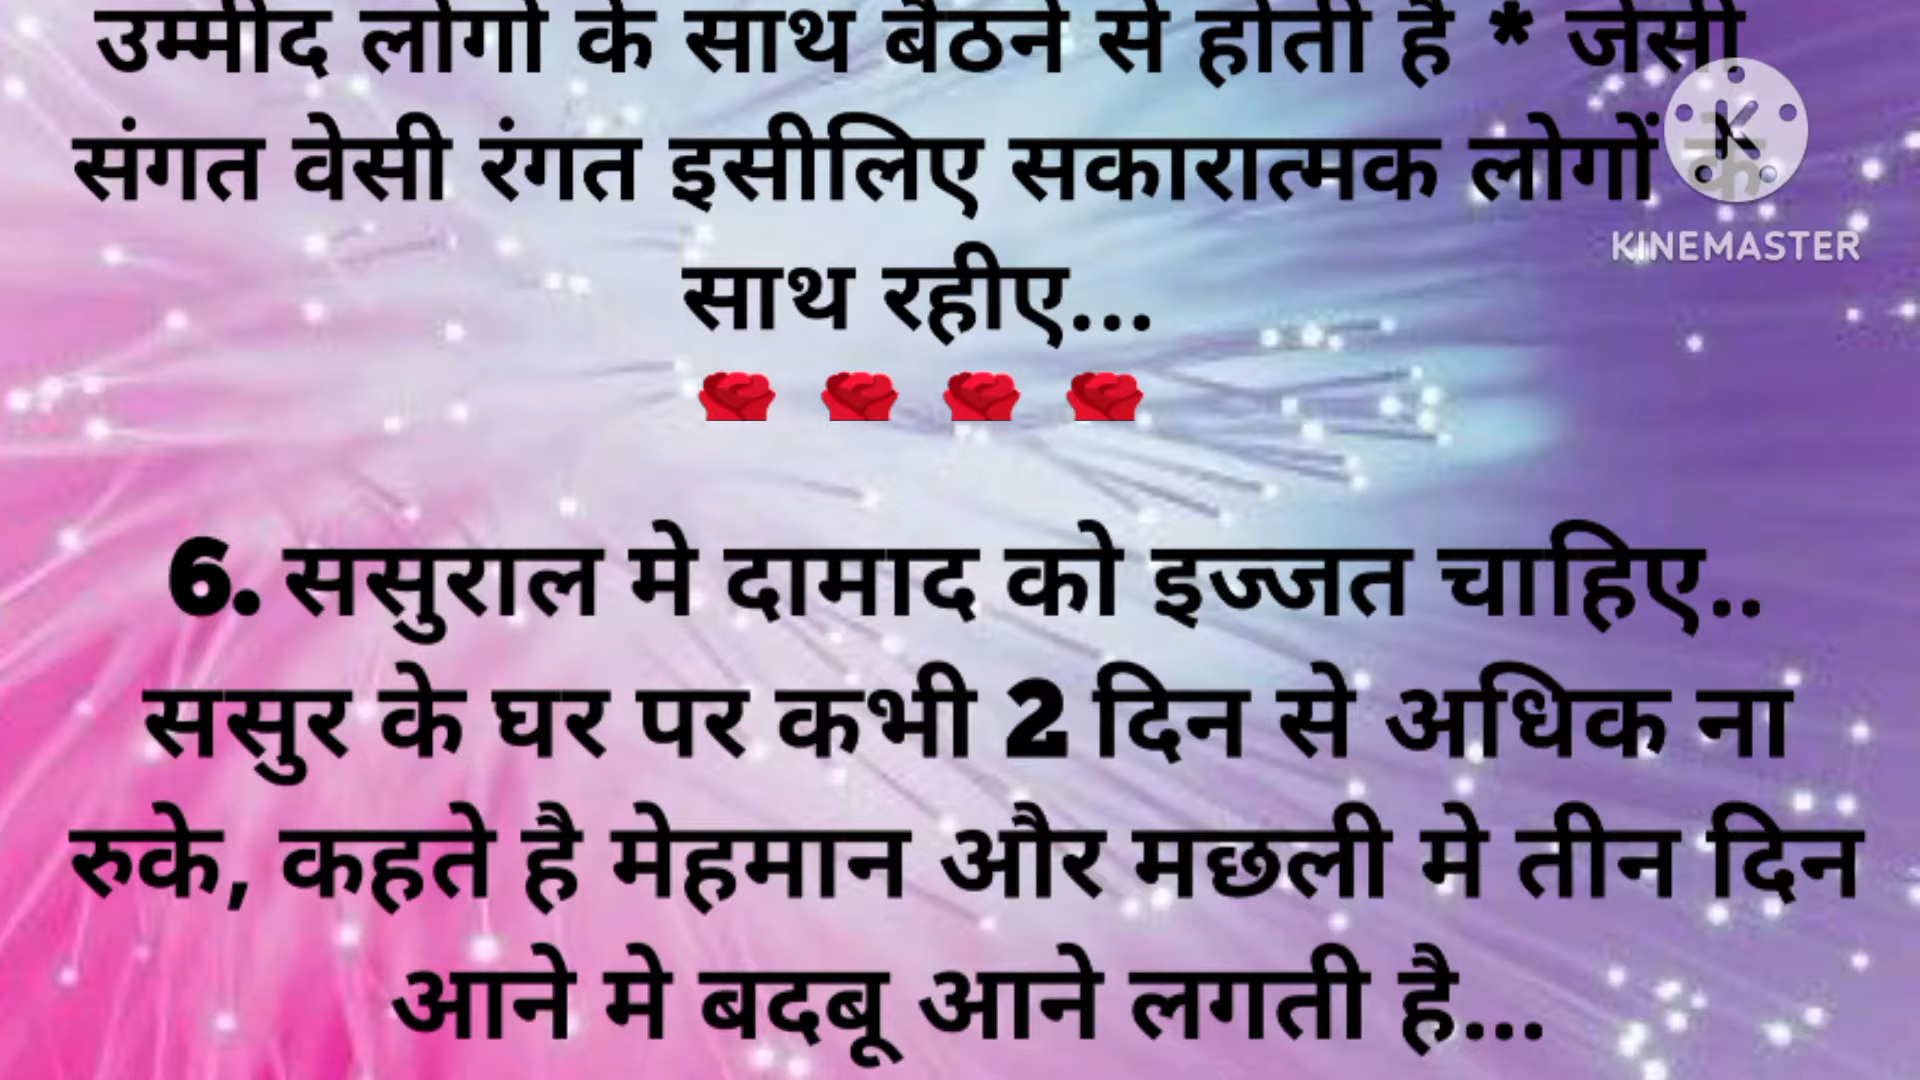 उम्मीद लोगो के साथ बैठने से होती है * जेसी
संगत वेसी रंगत इसीलिए सकारात्मक लोगों
साथ रहीए...
6. ससुराल मे दामाद को इज्जत चाहिए..
ससुर के घर पर कभी 2 दिन से अधिक ना
रुके, कहते है मेहमान और मछली मे तीन दिन
आने मे बदबू आने लगती है...
KINEMASTER